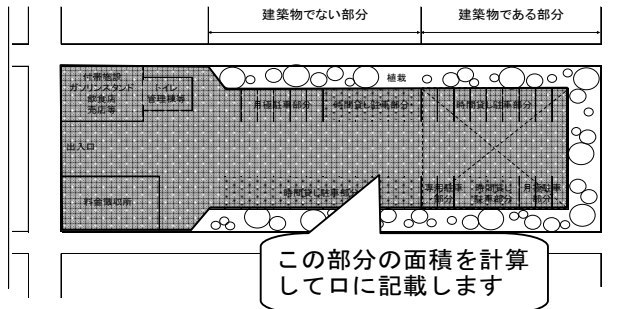 建築物でない部分
建築物である部分
付帯施設
ガソリンスタンド
飲食店
売店等
トイレ
管理棟等
植栽
月極駐車部分
時間貸し駐車部分
時間貸し駐車部分
出入口
料金徴収所
時間貸し駐車部分
専用駐車
部分
時間貸し
駐車部分
月極駐車
部分
この部分の面積を計算
してロに記載します